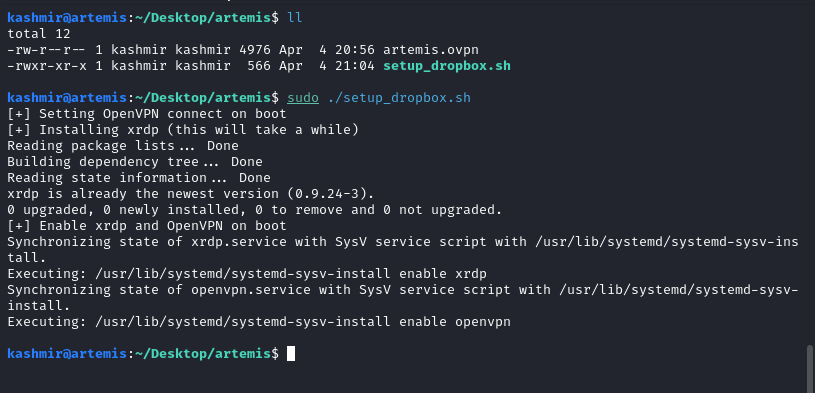 kashmir@artemis:~/Desktop/artemis$ ll
total 12
-rw-r--r-- 1 kashmir kashmir 4976 Apr  4 20:56 artemis.ovpn
-rwxr-xr-x 1 kashmir kashmir  566 Apr  4 21:04 setup_dropbox.sh
kashmir@artemis:~/Desktop/artemis$ sudo ./setup_dropbox.sh
[+] Setting OpenVPN connect on boot
[+] Installing xrdp (this will take a while)
Reading package lists... Done
Building dependency tree... Done
Reading state information... Done
xrdp is already the newest version (0.9.24-3).
0 upgraded, 0 newly installed, 0 to remove and 0 not upgraded.
[+] Enable xrdp and OpenVPN on boot
Synchronizing state of xrdp.service with SysV service script with /usr/lib/systemd/systemd-sysv-ins
tall.
Executing: /usr/lib/systemd/systemd-sysv-install enable xrdp
Synchronizing state of openvpn.service with SysV service script with /usr/lib/systemd/systemd-sysv-
install.
Executing: /usr/lib/systemd/systemd-sysv-install enable openvpn
kashmir@artemis:~/Desktop/artemis$